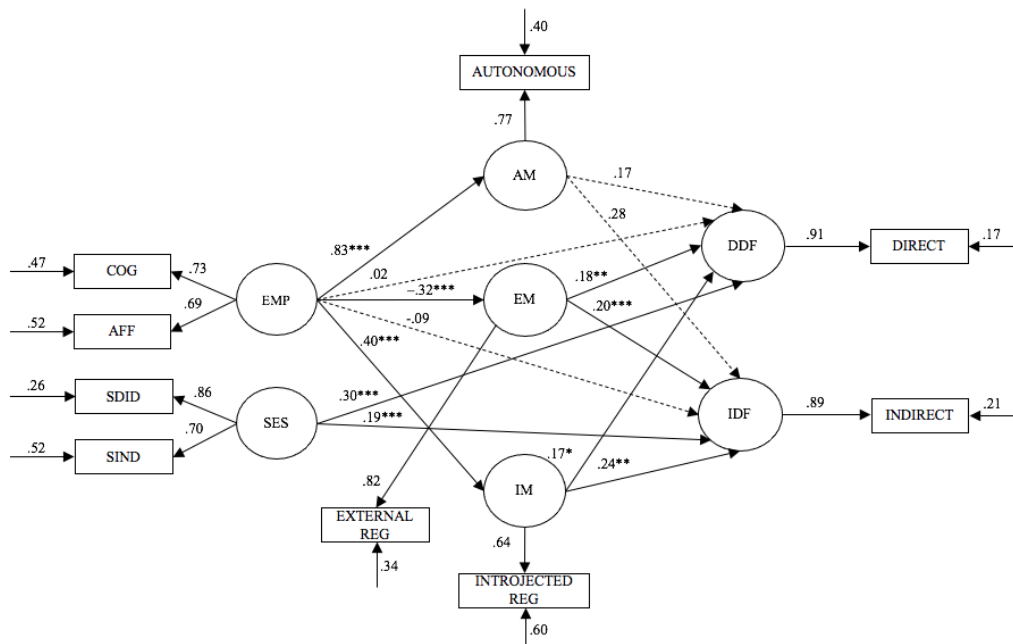 .40
AUTONOMOUS
.77
AM
.17
.28
.83***
DDF
.91
DIRECT
.17
.47
COG
.73
.02
.18**
EMP
–.32***
EM
.20***
.69
.52
AFF
-.09
.40***
.26
SDID
.86
.30***
IDF
.89
INDIRECT
.21
SES
.19***
.70
.52
SIND
.17*
.24**
.82
IM
EXTERNAL
REG
.64
.34
INTROJECTED
REG
.60